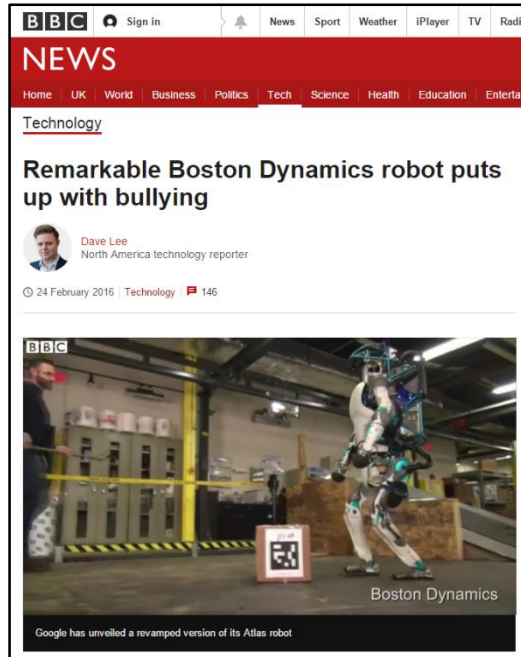 BBC Sign in News Sport Weather iPlayer TV Radi
NEWS
Home UK World Business Politics Tech Science Health Education Enterta
Technology
Remarkable Boston Dynamics robot puts
up with bullying
Dave Lee
North America technology reporter
24 February 2016 Technology 146
BBC
Boston Dynamics
Google has unveiled a revamped version of its Atlas robot